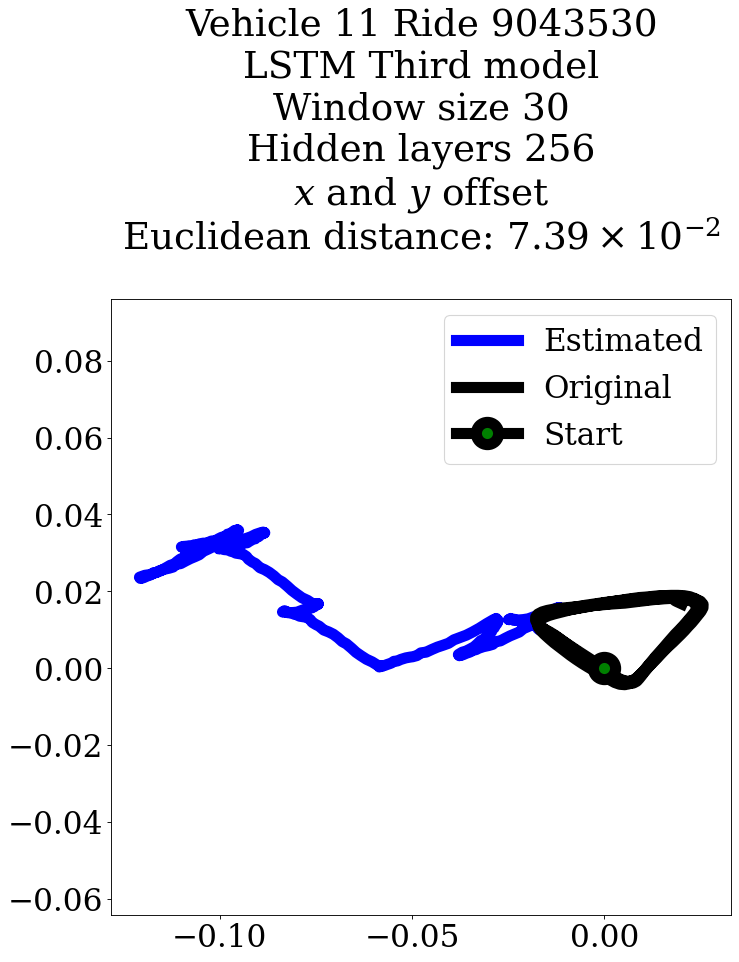 Vehicle 11 Ride 9043530
LSTM Third model
Window size 30
Hidden layers 256
x and y offset
Euclidean distance: 7.39 × 10⁻²
Estimated
Original
Start
0.08
0.06
0.04
0.02
0.00
−0.02
−0.04
−0.06
−0.10 −0.05 0.00